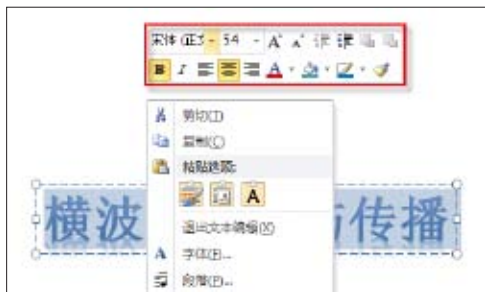 宋体 (正文 54 A A
B I A
剪切(T)
复制(C)
粘贴选项:
A
退出文本编辑(X)
A 字体(F)...
段落(P)...
横波 与传播